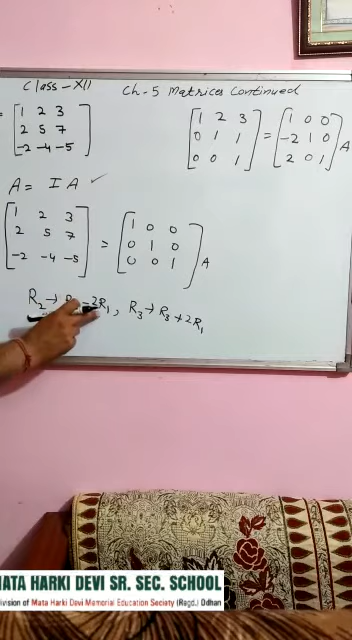 Class-XII Ch-5 Matrices Continued
= [1 2 3
2 5 7
-2 -4 -5]
A = IA ✓
[1 2 3
2 5 7
-2 -4 -5] = [1 0 0
0 1 0
0 0 1] A
R2 → -2R1, R3 → R3 + 2R1
[1 2 3
0 1 1
0 0 1] = [1 0 0
-2 1 0
2 0 1] A
MATA HARKI DEVI SR. SEC. SCHOOL
division of Mata Harki Devi Memorial Education Society (Regd.) Odhan